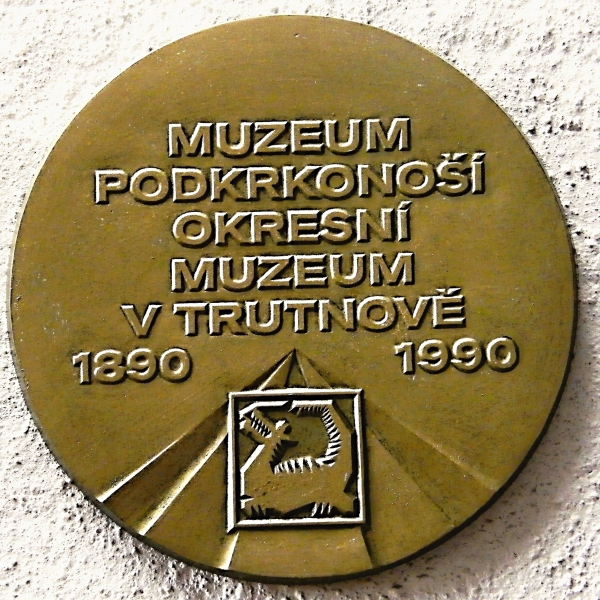 MUZEUM
PODKRKONOŠÍ
OKRESNÍ
MUZEUM
V TRUTNOVĚ
1890 1990